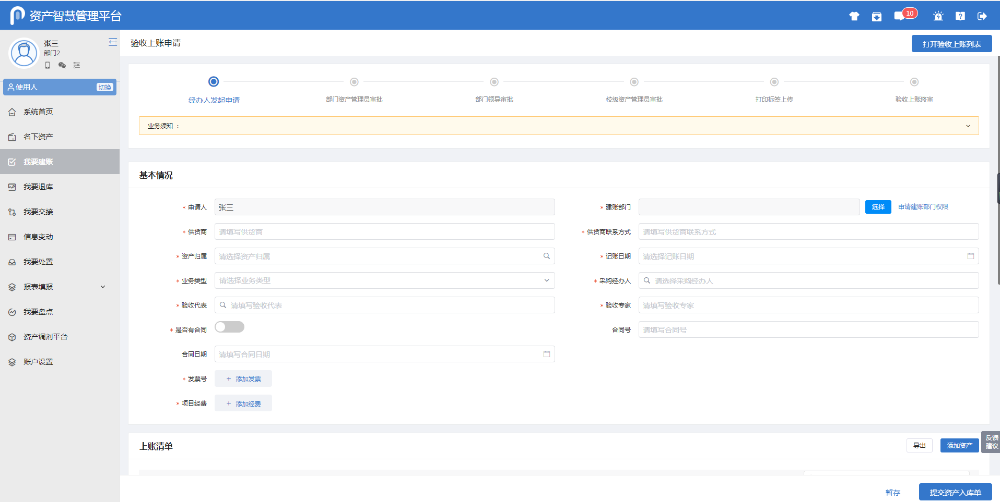 资产智慧管理平台
10
张三
部门2
使用人
切换
系统首页
名下资产
我要建账
我要退库
我要交接
信息变动
我要处置
报表填报
我要盘点
资产调剂平台
账户设置
验收上账申请
打开验收上账列表
经办人发起申请
部门资产管理员审批
部门领导审批
校级资产管理员审批
打印标签上传
验收上账终审
业务须知 ：
基本情况
* 申请人
张三
* 建账部门
选择
申请建账部门权限
* 供货商
请填写供货商
* 供货商联系方式
请填写供货商联系方式
* 资产归属
请选择资产归属
* 记账日期
请选择记账日期
* 业务类型
请选择业务类型
* 采购经办人
请选择采购经办人
* 验收代表
请填写验收代表
* 验收专家
请填写验收专家
* 是否有合同
合同号
请填写合同号
合同日期
请填写合同日期
* 发票号
+ 添加发票
* 项目经费
+ 添加经费
上账清单
导出
添加资产
反馈
建议
暂存
提交资产入库单